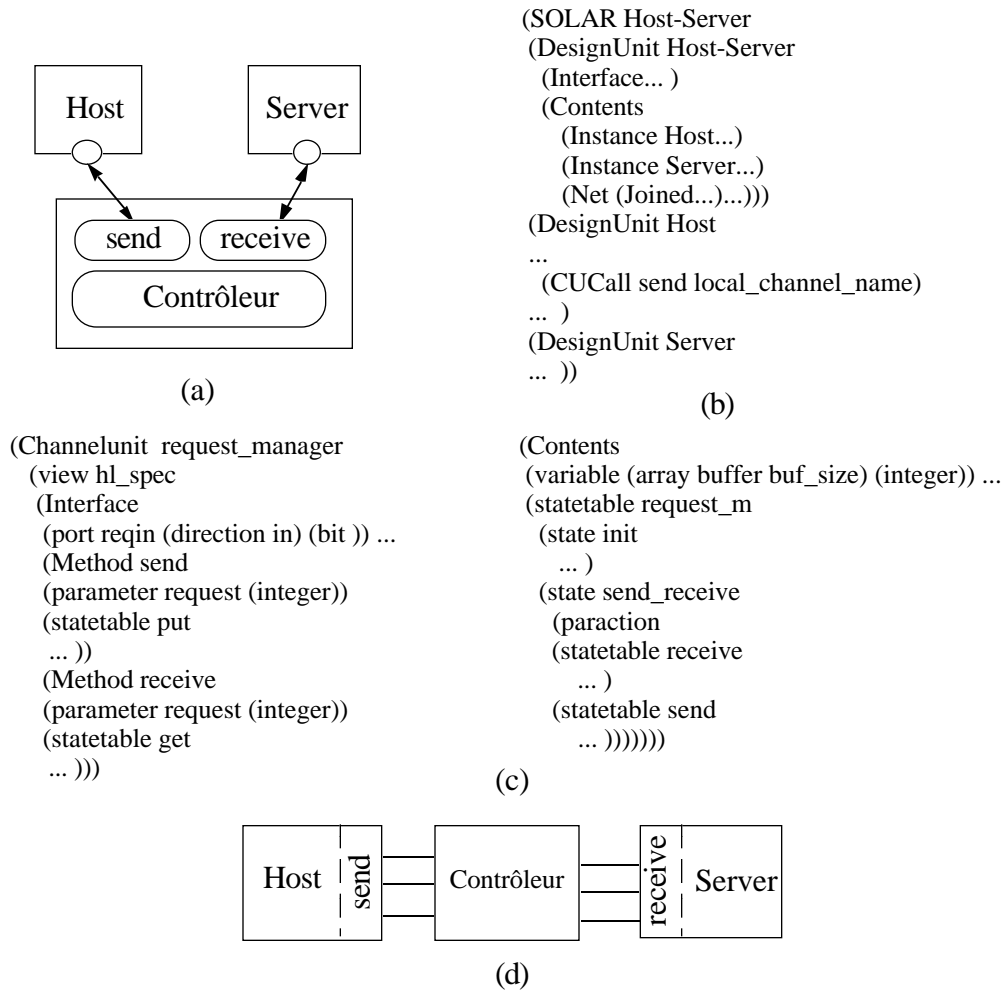 Host
Server
send
receive
Contrôleur
(a)
(SOLAR Host-Server
(DesignUnit Host-Server
(Interface... )
(Contents
(Instance Host...)
(Instance Server...)
(Net (Joined...)...)))
(DesignUnit Host
...
(CUCall send local_channel_name)
... )
(DesignUnit Server
... ))
(b)
(Channelunit request_manager
(view hl_spec
(Interface
(port reqin (direction in) (bit )) ...
(Method send
(parameter request (integer))
(statetable put
... ))
(Method receive
(parameter request (integer))
(statetable get
... )))
(Contents
(variable (array buffer buf_size) (integer)) ...
(statetable request_m
(state init
... )
(state send_receive
(paraction
(statetable receive
... )
(statetable send
... )))))))
(c)
Host
send
Contrôleur
receive
Server
(d)